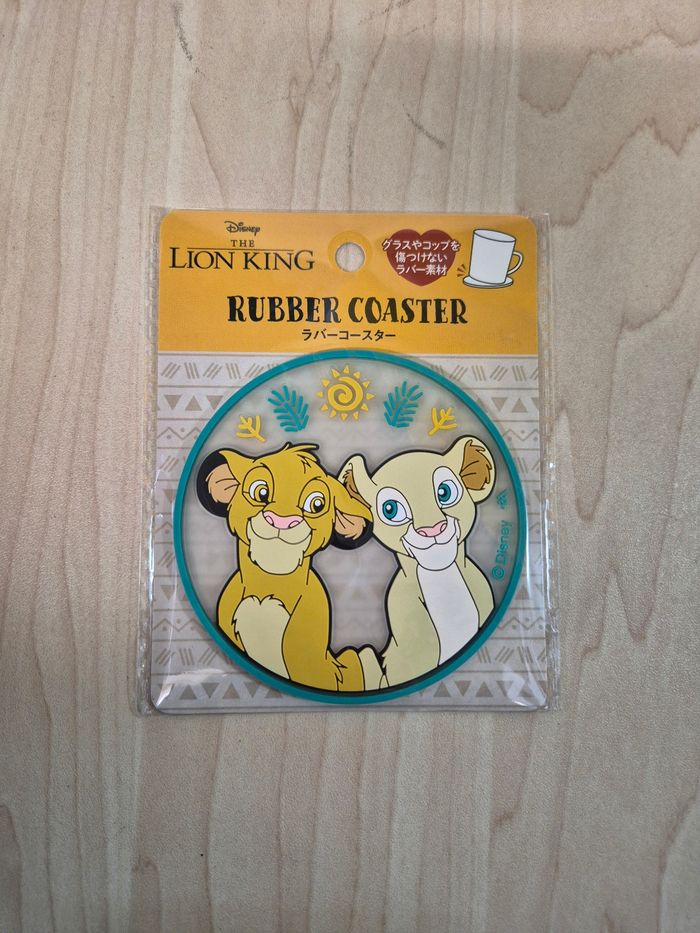 Disney
THE
LION KING
グラスやコップを
傷つけない
ラバー素材
RUBBER COASTER
ラバーコースター
©Disney